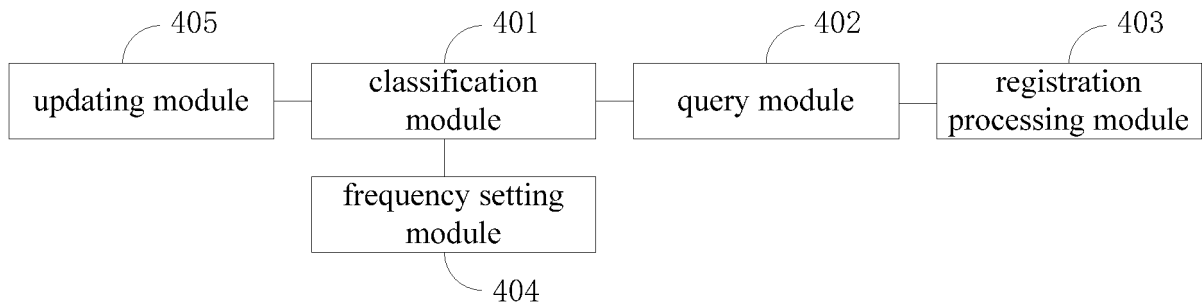 405
401
402
403
updating module
classification
module
query module
registration
processing module
frequency setting
module
404